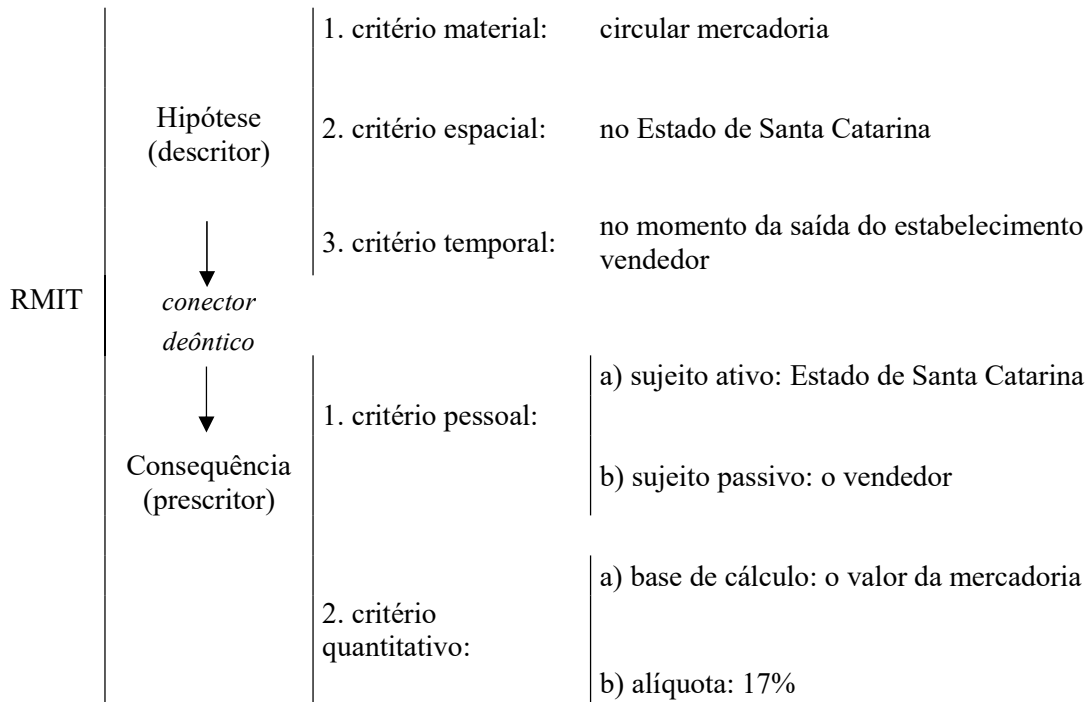 RMIT
Hipótese
(descritor)
1. critério material: circular mercadoria
2. critério espacial: no Estado de Santa Catarina
3. critério temporal: no momento da saída do estabelecimento
vendedor
conector
deôntico
Consequência
(prescritor)
1. critério pessoal:
a) sujeito ativo: Estado de Santa Catarina
b) sujeito passivo: o vendedor
2. critério
quantitativo:
a) base de cálculo: o valor da mercadoria
b) alíquota: 17%